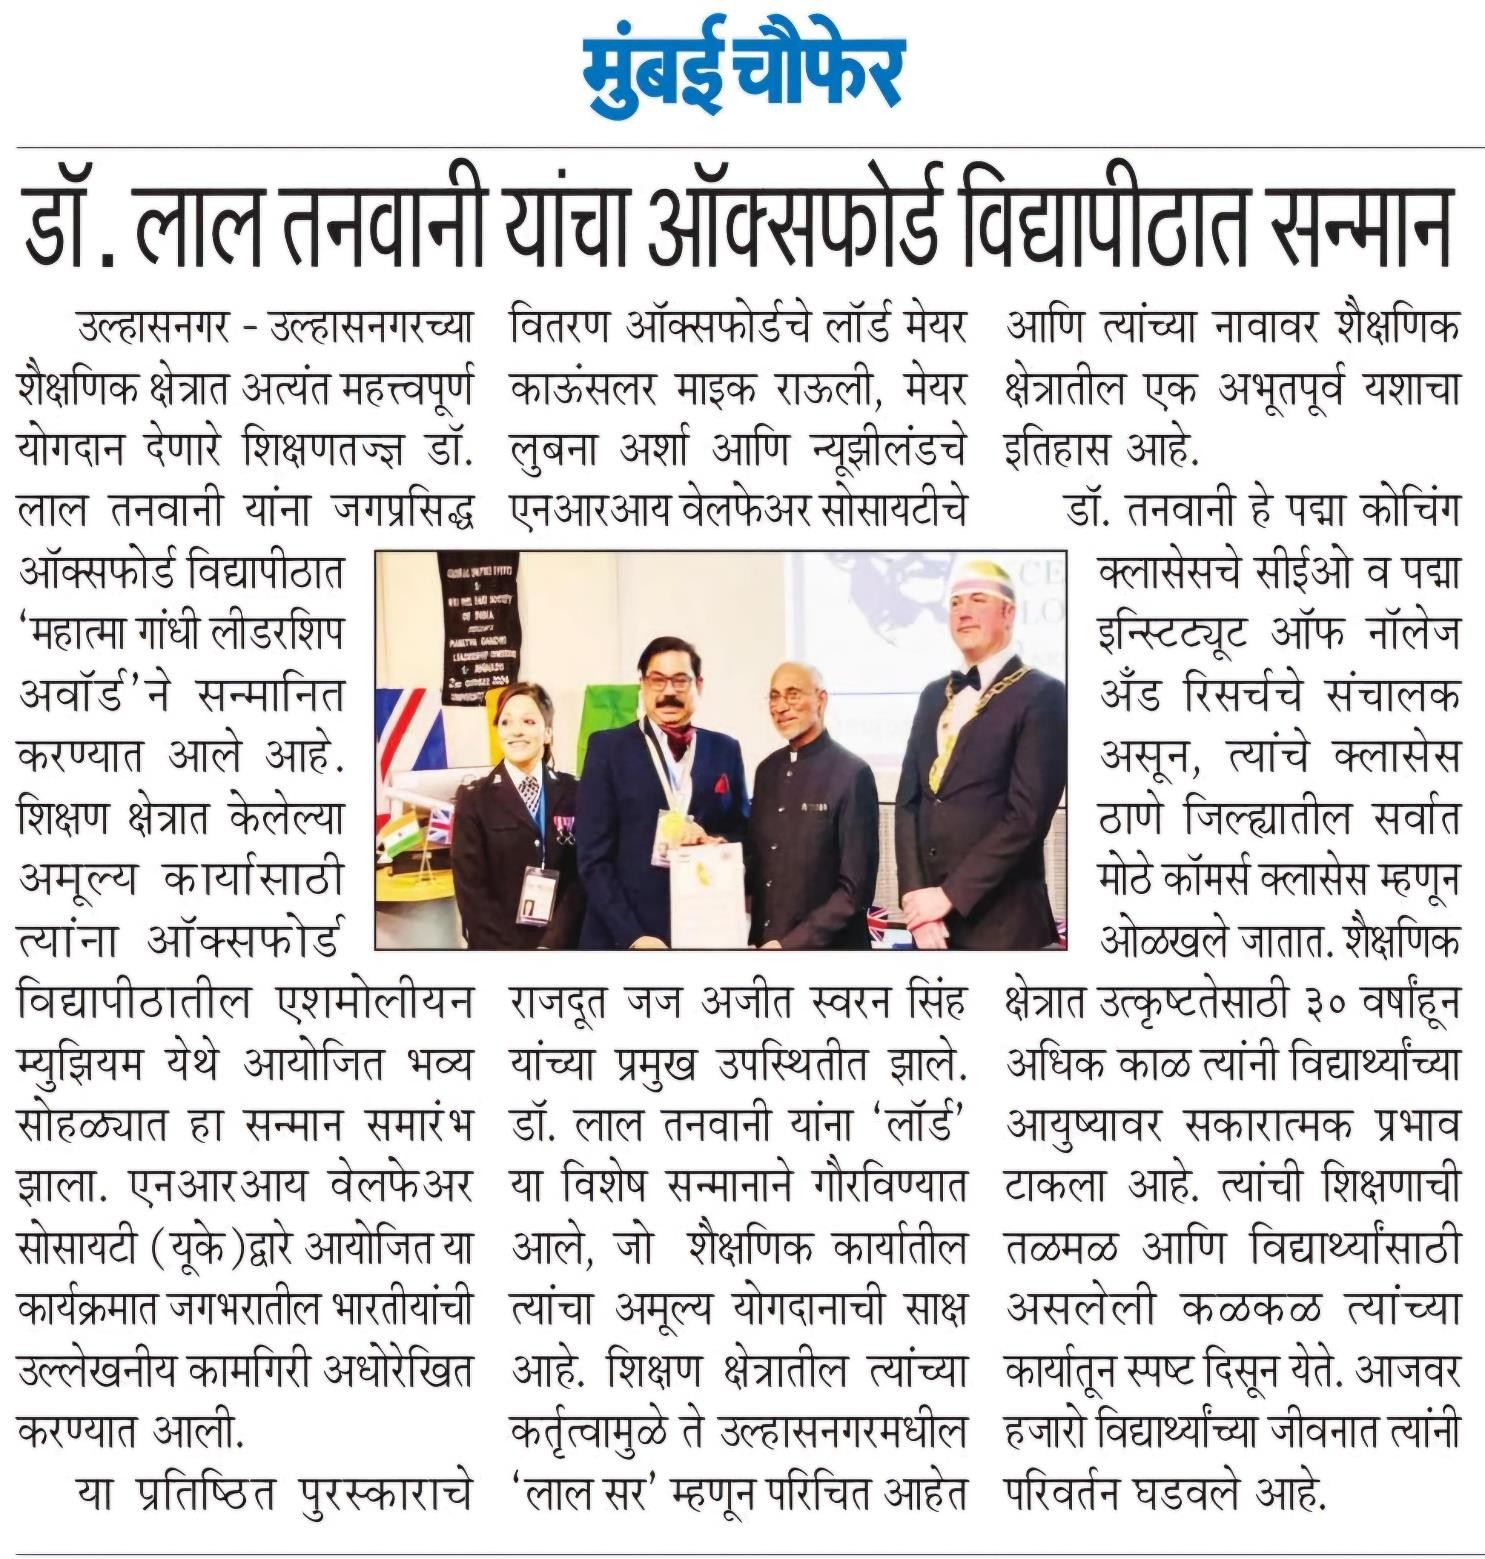 मुंबई चौफेर
डॉ. लाल तनवानी यांचा ऑक्सफोर्ड विद्यापीठात सन्मान
उल्हासनगर - उल्हासनगरच्या
शैक्षणिक क्षेत्रात अत्यंत महत्त्वपूर्ण
योगदान देणारे शिक्षणतज्ज्ञ डॉ.
लाल तनवानी यांना जगप्रसिद्ध
ऑक्सफोर्ड विद्यापीठात
‘महात्मा गांधी लीडरशिप
अवॉर्ड’ने सन्मानित
करण्यात आले आहे.
शिक्षण क्षेत्रात केलेल्या
अमूल्य कार्यासाठी
त्यांना ऑक्सफोर्ड
विद्यापीठातील एशमोलीयन
म्युझियम येथे आयोजित भव्य
सोहळ्यात हा सन्मान समारंभ
झाला. एनआरआय वेलफेअर
सोसायटी (यूके)द्वारे आयोजित या
कार्यक्रमात जगभरातील भारतीयांची
उल्लेखनीय कामगिरी अधोरेखित
करण्यात आली.
या प्रतिष्ठित पुरस्काराचे
वितरण ऑक्सफोर्डचे लॉर्ड मेयर
काऊंसलर माइक राऊली, मेयर
लुबना अर्शा आणि न्यूझीलंडचे
एनआरआय वेलफेअर सोसायटीचे
राजदूत जज अजीत स्वरन सिंह
यांच्या प्रमुख उपस्थितीत झाले.
डॉ. लाल तनवानी यांना ‘लॉर्ड’
या विशेष सन्मानाने गौरविण्यात
आले, जो शैक्षणिक कार्यातील
त्यांचा अमूल्य योगदानाची साक्ष
आहे. शिक्षण क्षेत्रातील त्यांच्या
कर्तृत्वामुळे ते उल्हासनगरमधील
‘लाल सर’ म्हणून परिचित आहेत
आणि त्यांच्या नावावर शैक्षणिक
क्षेत्रातील एक अभूतपूर्व यशाचा
इतिहास आहे.
डॉ. तनवानी हे पद्मा कोचिंग
क्लासेसचे सीईओ व पद्मा
इन्स्टिट्यूट ऑफ नॉलेज
अँड रिसर्चचे संचालक
असून, त्यांचे क्लासेस
ठाणे जिल्ह्यातील सर्वात
मोठे कॉमर्स क्लासेस म्हणून
ओळखले जातात. शैक्षणिक
क्षेत्रात उत्कृष्टतेसाठी ३० वर्षांहून
अधिक काळ त्यांनी विद्यार्थ्यांच्या
आयुष्यावर सकारात्मक प्रभाव
टाकला आहे. त्यांची शिक्षणाची
तळमळ आणि विद्यार्थ्यांसाठी
असलेली कळकळ त्यांच्या
कार्यातून स्पष्ट दिसून येते. आजवर
हजारो विद्यार्थ्यांच्या जीवनात त्यांनी
परिवर्तन घडवले आहे.
OF INDIA
CE
LO